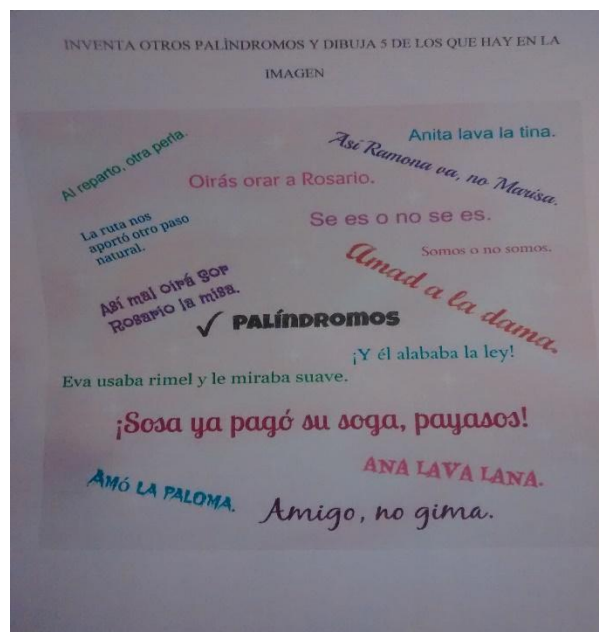 INVENTA OTROS PALÍNDROMOS Y DIBUJA 5 DE LOS QUE HAY EN LA
IMAGEN
Al reparto, otra perla.
Así Ramona va, no Marisa.
Anita lava la tina.
Oirás orar a Rosario.
La ruta nos
aportó otro paso
natural.
Se es o no se es.
Somos o no somos.
Amad a la dama.
Así mal oirá sor
Rosario la misa.
✓ PALÍNDROMOS
¡Y él alababa la ley!
Eva usaba rimel y le miraba suave.
¡Sosa ya pagó su soga, payasos!
ANA LAVA LANA.
AMÓ LA PALOMA.
Amigo, no gima.